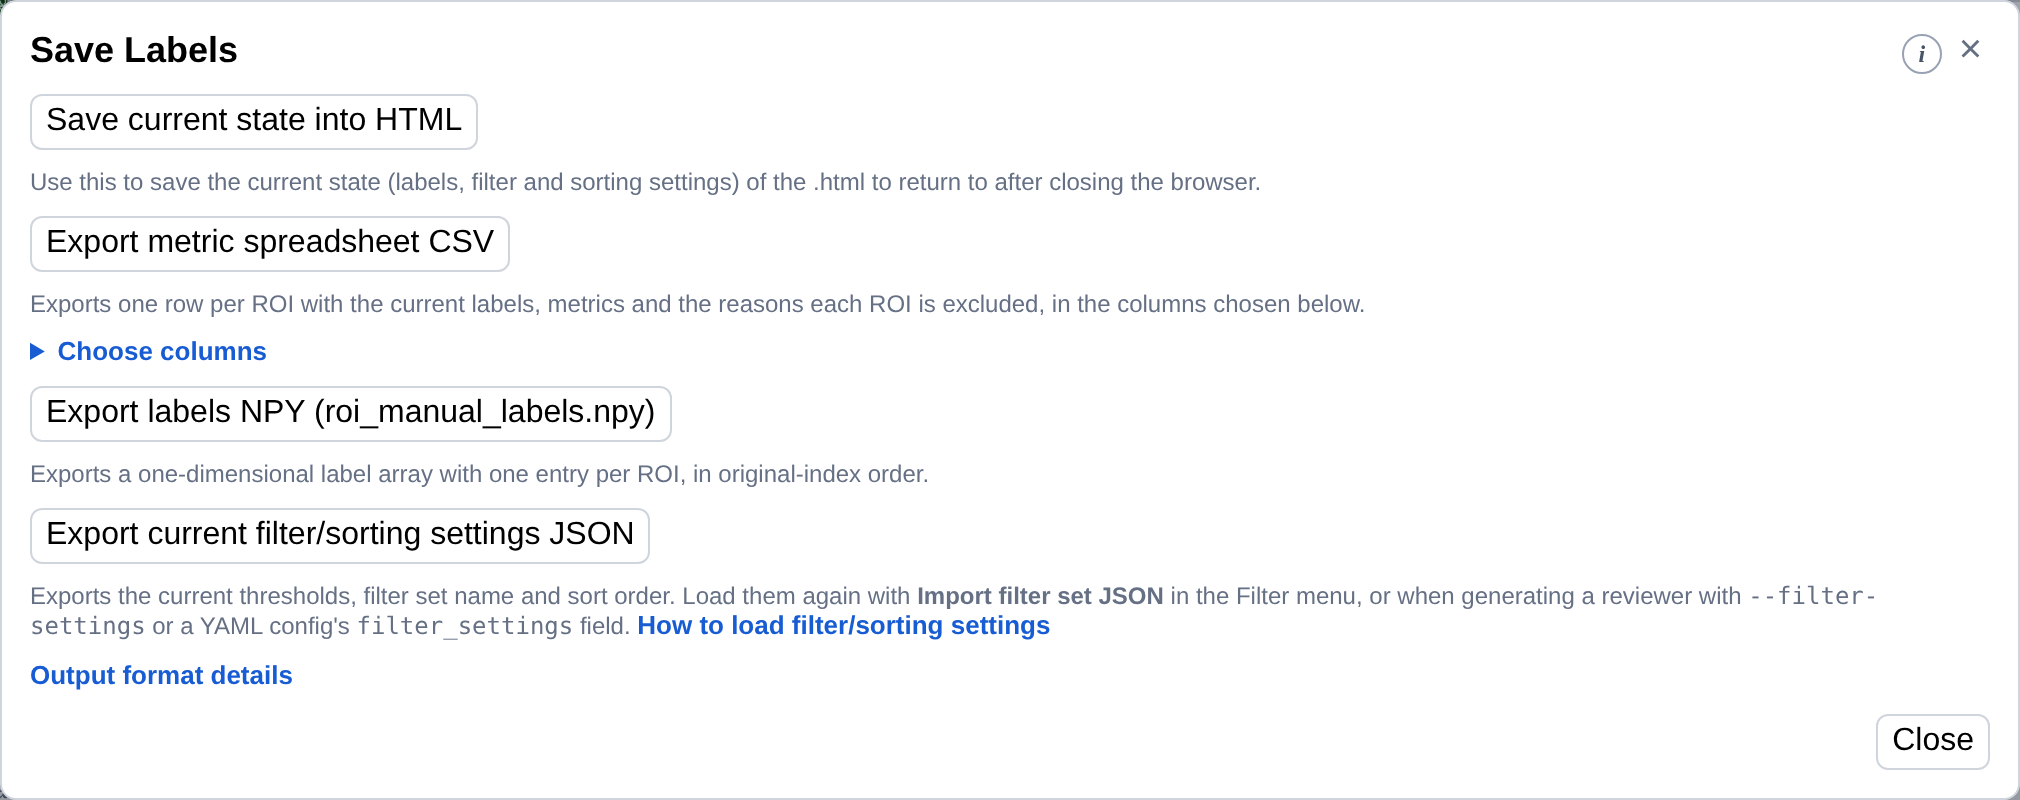 Save Labels
i ×
Save current state into HTML
Use this to save the current state (labels, filter and sorting settings) of the .html to return to after closing the browser.
Export metric spreadsheet CSV
Exports one row per ROI with the current labels, metrics and the reasons each ROI is excluded, in the columns chosen below.
▶ Choose columns
Export labels NPY (roi_manual_labels.npy)
Exports a one-dimensional label array with one entry per ROI, in original-index order.
Export current filter/sorting settings JSON
Exports the current thresholds, filter set name and sort order. Load them again with Import filter set JSON in the Filter menu, or when generating a reviewer with --filter-
settings or a YAML config's filter_settings field. How to load filter/sorting settings
Output format details
Close